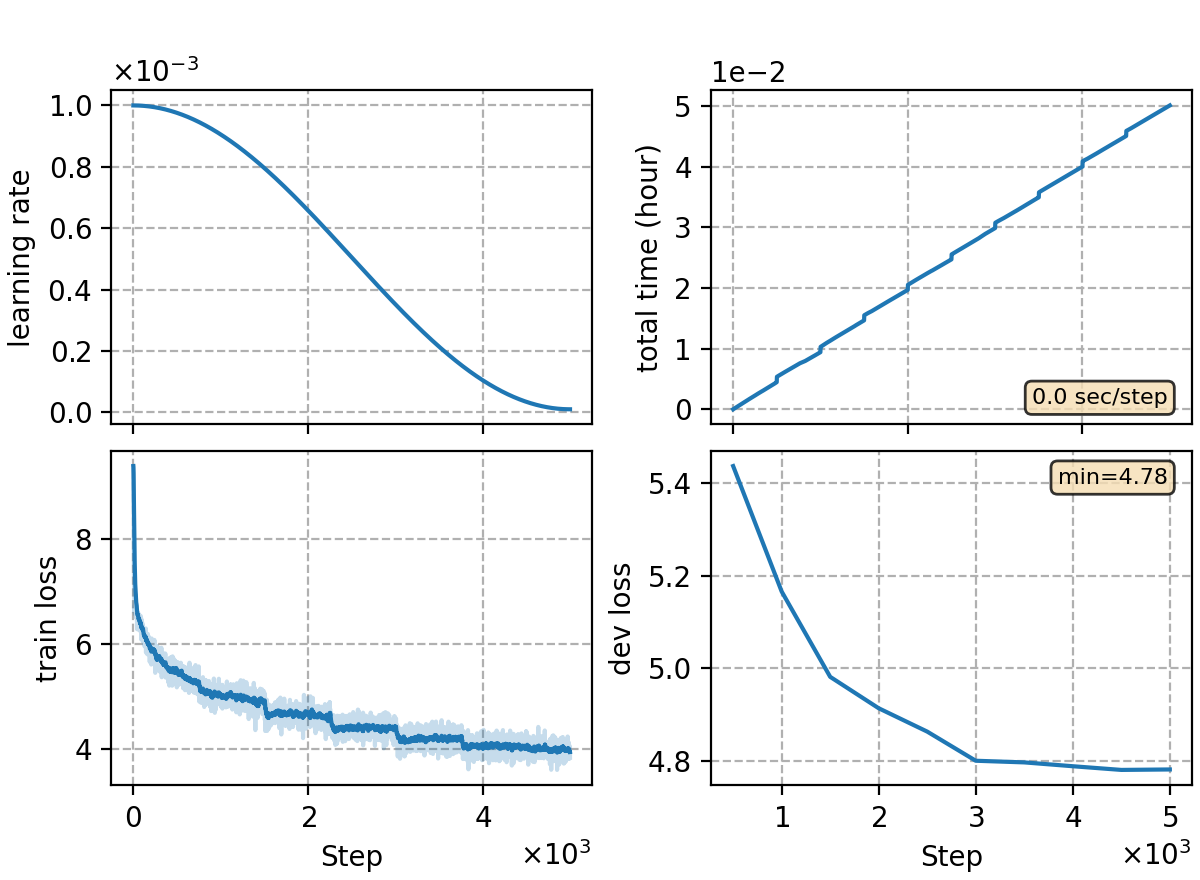 ×10⁻³
learning rate
1.0
0.8
0.6
0.4
0.2
0.0
1e−2
total time (hour)
5
4
3
2
1
0
0.0 sec/step
train loss
8
6
4
0 2 4
Step
×10³
dev loss
5.4
5.2
5.0
4.8
min=4.78
1 2 3 4 5
Step
×10³